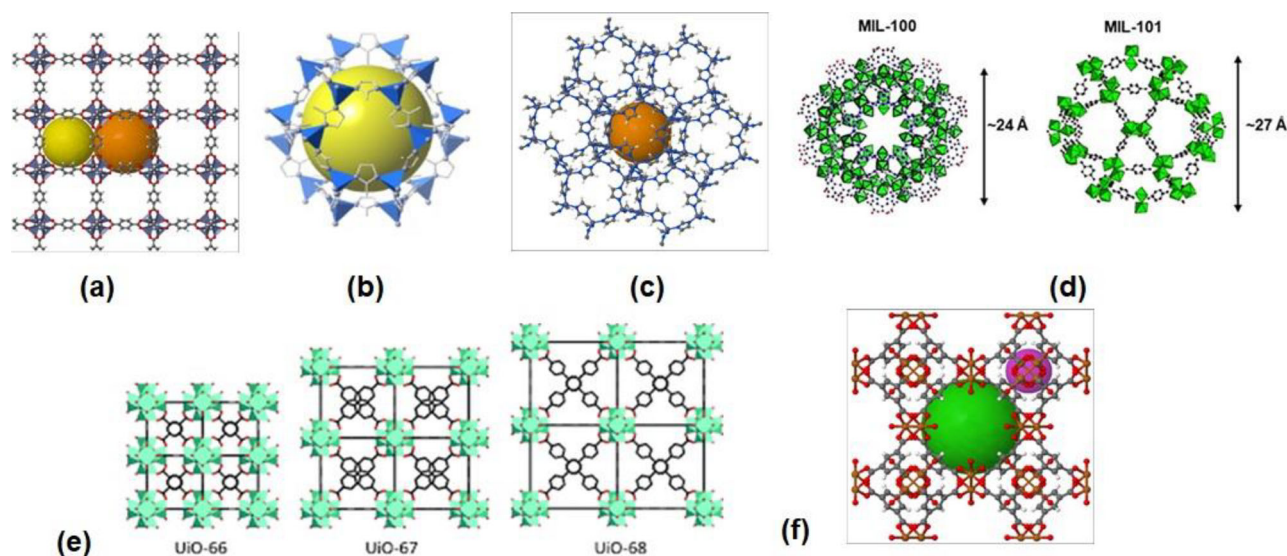 MIL-100
MIL-101
~24 Å
~27 Å
(a)
(b)
(c)
(d)
UiO-66
UiO-67
UiO-68
(e)
(f)